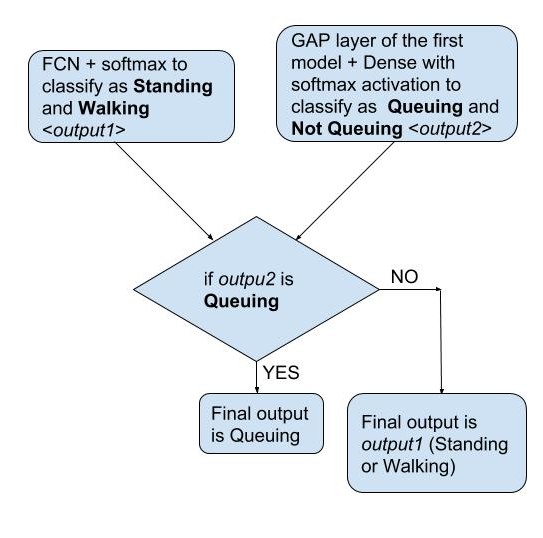 FCN + softmax to
classify as Standing
and Walking
<output1>
GAP layer of the first
model + Dense with
softmax activation to
classify as Queuing and
Not Queuing <output2>
if outpu2 is
Queuing
NO
YES
Final output
is Queuing
Final output is
output1 (Standing
or Walking)